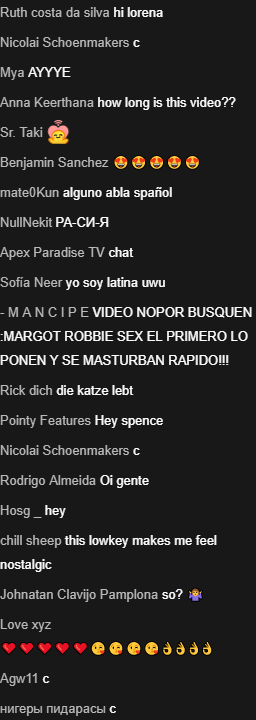 Ruth costa da silva hi lorena
Nicolai Schoenmakers c
Mya AYYYE
Anna Keerthana how long is this video??
Sr. Taki
Benjamin Sanchez 😍😍😍😍😍
mate0Kun alguno abla spañol
NullNekit РА-СИ-Я
Apex Paradise TV chat
Sofía Neer yo soy latina uwu
- M A N C I P E VIDEO NOPOR BUSQUEN
:MARGOT ROBBIE SEX EL PRIMERO LO
PONEN Y SE MASTURBAN RAPIDO!!!
Rick dich die katze lebt
Pointy Features Hey spence
Nicolai Schoenmakers c
Rodrigo Almeida Oi gente
Hosg _ hey
chill sheep this lowkey makes me feel
nostalgic
Johnatan Clavijo Pamplona so? 🤷🏽‍♀️
Love xyz
❤️❤️❤️❤️❤️😘😘😘😘👌👌👌👌
Agw11 c
нигеры пидарасы c